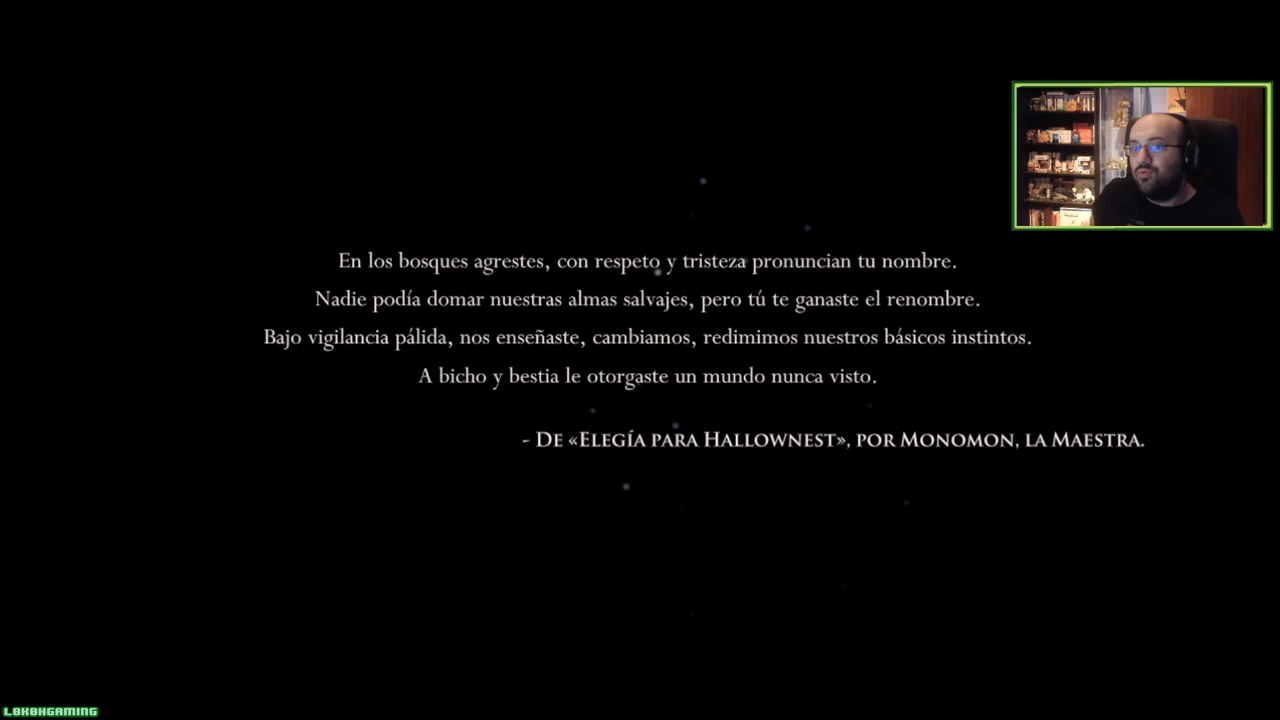 En los bosques agrestes, con respeto y tristeza pronuncian tu nombre.
Nadie podía domar nuestras almas salvajes, pero tú te ganaste el renombre.
Bajo vigilancia pálida, nos enseñaste, cambiamos, redimimos nuestros básicos instintos.
A bicho y bestia le otorgaste un mundo nunca visto.
- De «Elegía para Hallownest», por Monomon, la Maestra.
L0K0XGAMING